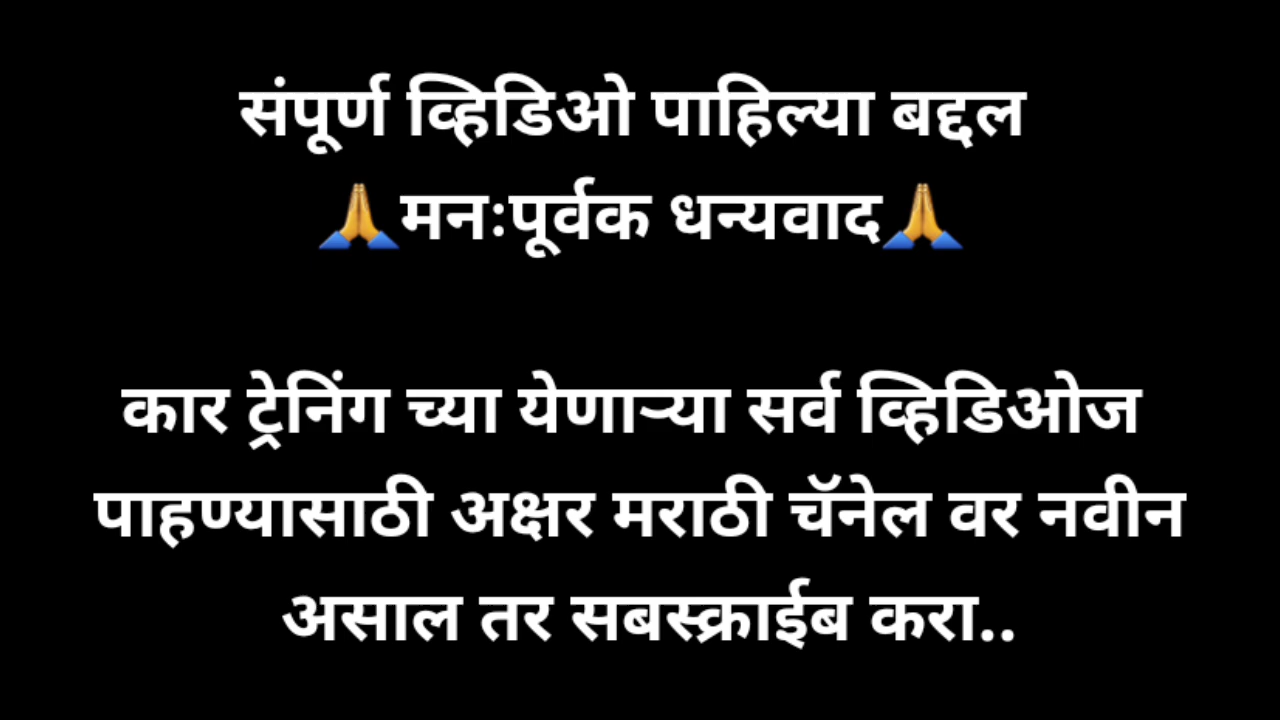 संपूर्ण व्हिडिओ पाहिल्या बद्दल
🙏मनःपूर्वक धन्यवाद🙏
कार ट्रेनिंग च्या येणाऱ्या सर्व व्हिडिओज
पाहण्यासाठी अक्षर मराठी चॅनेल वर नवीन
असाल तर सबस्क्राईब करा..